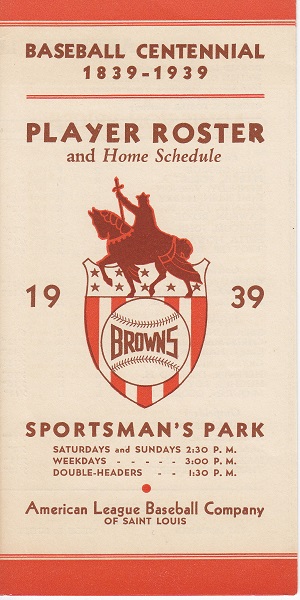 BASEBALL CENTENNIAL
1839-1939
PLAYER ROSTER
and Home Schedule
19 39
BROWNS
SPORTSMAN'S PARK
SATURDAYS and SUNDAYS 2:30 P. M.
WEEKDAYS - - - - - 3:00 P. M.
DOUBLE-HEADERS - - 1:30 P. M.
American League Baseball Company
OF SAINT LOUIS